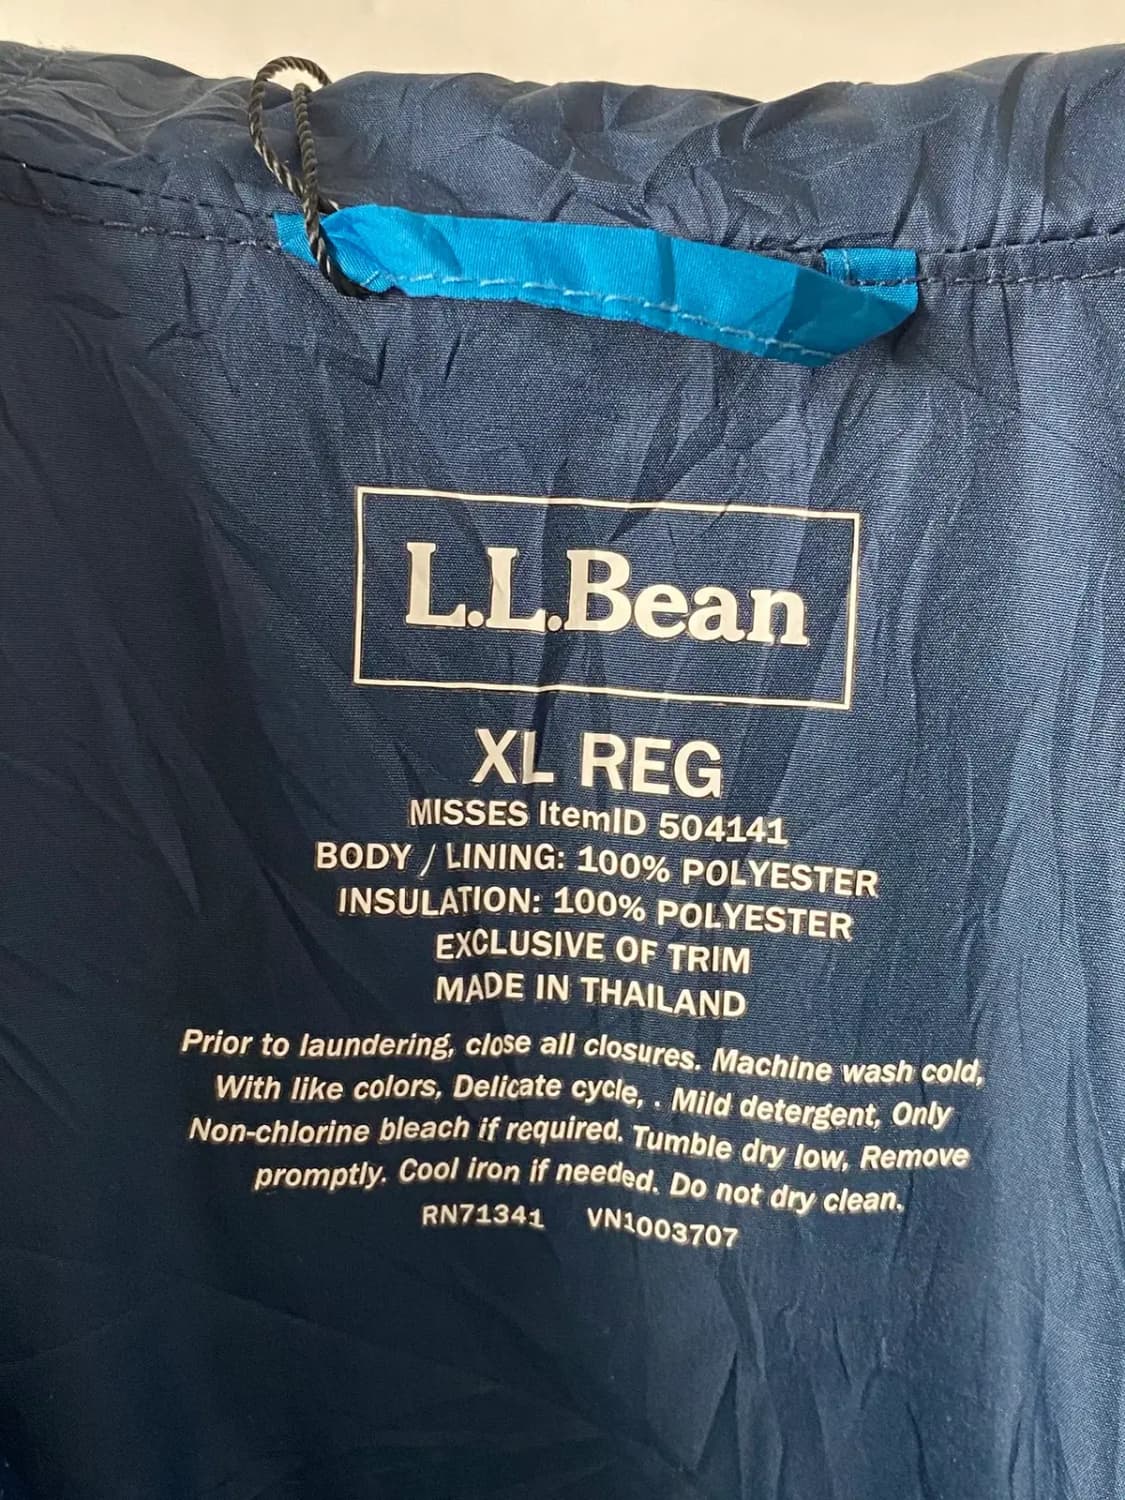 L.L.Bean
XL REG
MISSES ItemID 504141
BODY / LINING: 100% POLYESTER
INSULATION: 100% POLYESTER
EXCLUSIVE OF TRIM
MADE IN THAILAND
Prior to laundering, close all closures. Machine wash cold,
With like colors, Delicate cycle, . Mild detergent, Only
Non-chlorine bleach if required. Tumble dry low, Remove
promptly. Cool iron if needed. Do not dry clean.
RN71341 VN1003707